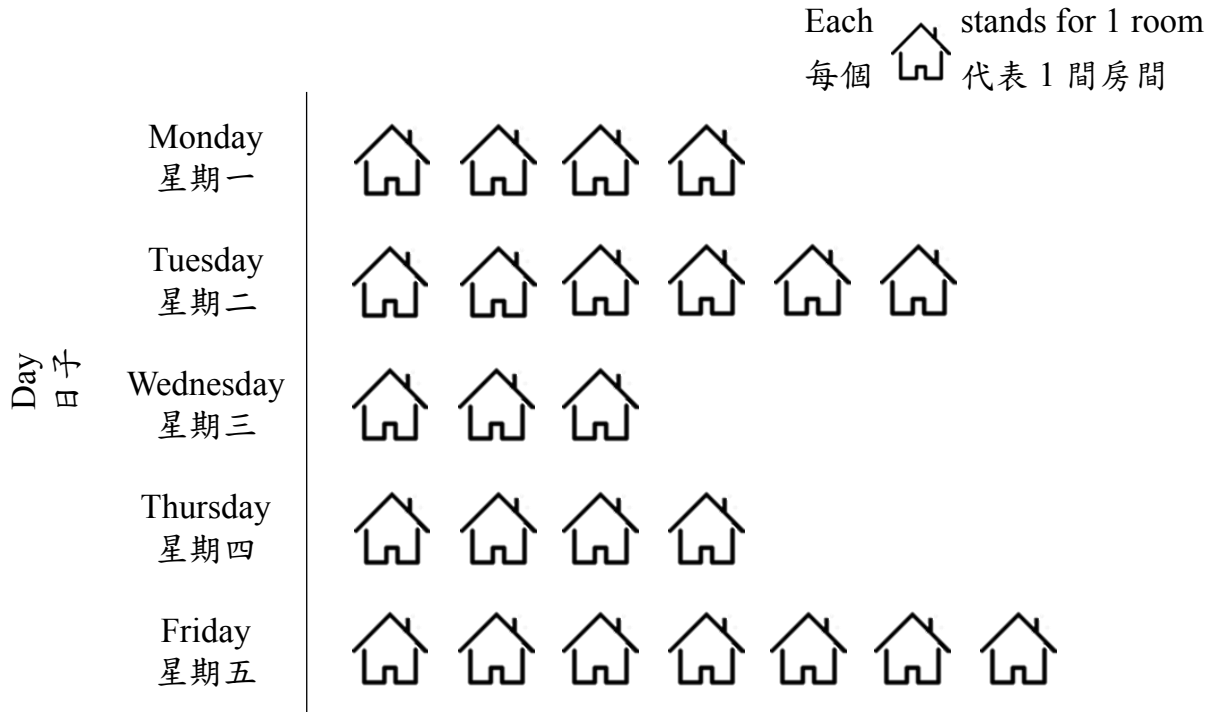 Each stands for 1 room
每個 代表 1 間房間
Monday
星期一
Tuesday
星期二
Day
日子
Wednesday
星期三
Thursday
星期四
Friday
星期五